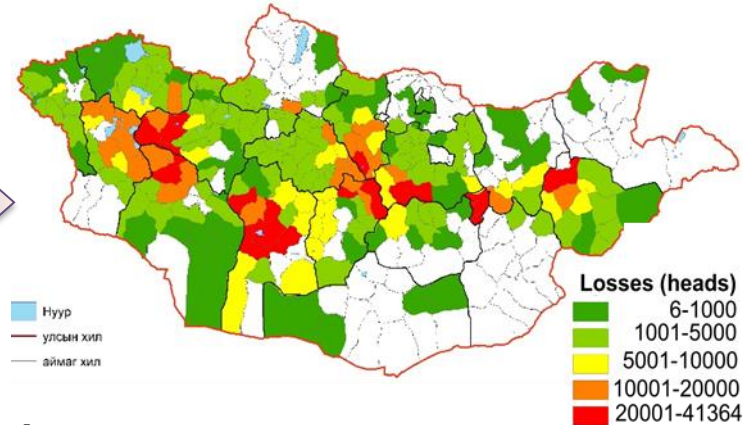 Нуур
улсын хил
аймаг хил
Losses (heads)
6-1000
1001-5000
5001-10000
10001-20000
20001-41364